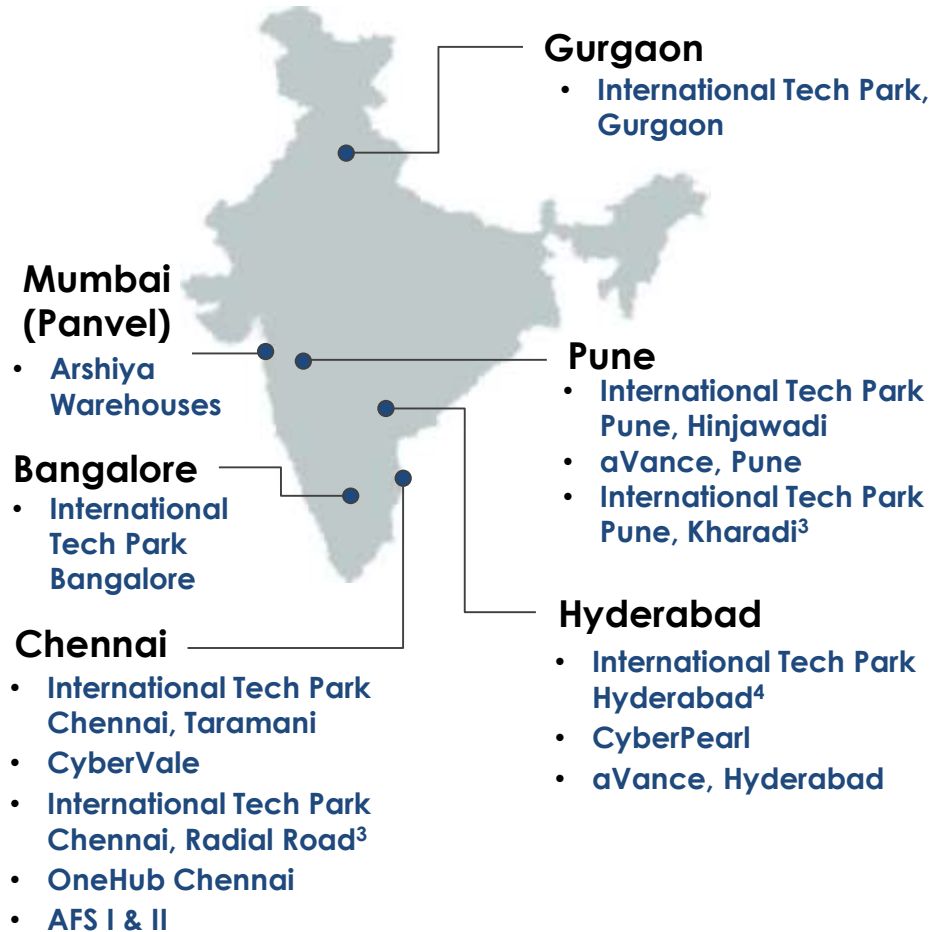 Gurgaon
• International Tech Park,
Gurgaon
Mumbai
(Panvel)
• Arshiya
Warehouses
Pune
• International Tech Park
Pune, Hinjawadi
• aVance, Pune
• International Tech Park
Pune, Kharadi³
Bangalore
• International
Tech Park
Bangalore
Hyderabad
• International Tech Park
Hyderabad⁴
• CyberPearl
• aVance, Hyderabad
Chennai
• International Tech Park
Chennai, Taramani
• CyberVale
• International Tech Park
Chennai, Radial Road³
• OneHub Chennai
• AFS I & II